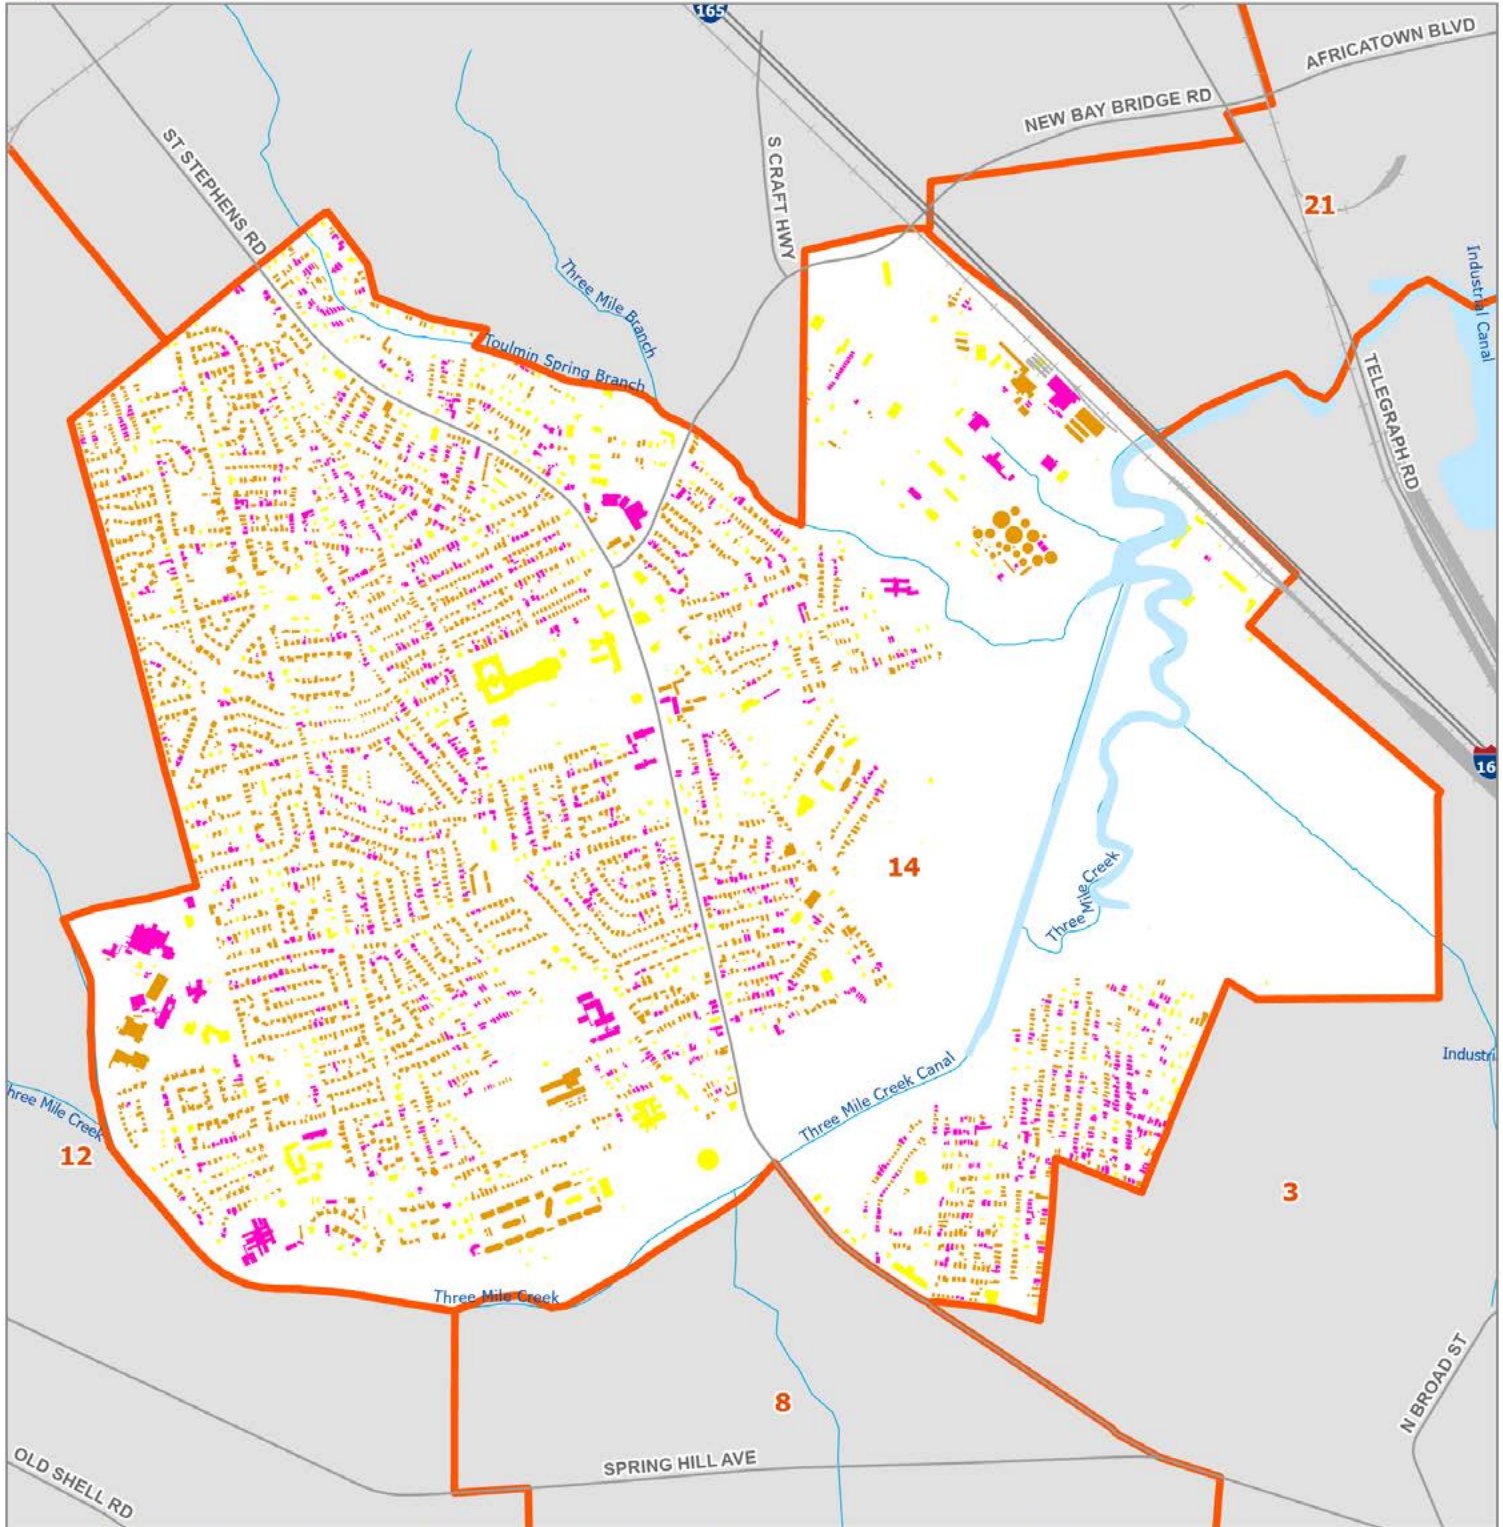 165
AFRICATOWN BLVD
NEW BAY BRIDGE RD
ST STEPHENS RD
S CRAFT HWY
21
Industrial Canal
Three Mile Branch
Toulmin Spring Branch
TELEGRAPH RD
16
14
Three Mile Creek
Industri
Three Mile Creek Canal
hree Mile Creek
12
3
Three Mile Creek
8
N BROAD ST
SPRING HILL AVE
OLD SHELL RD